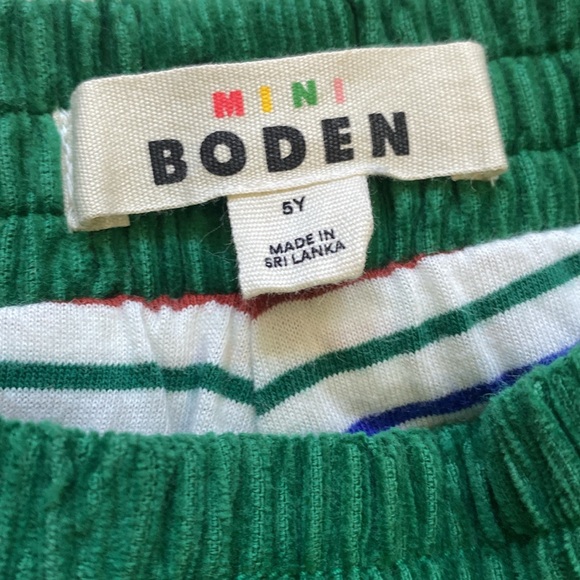 MINI
BODEN
5Y
MADE IN
SRI LANKA